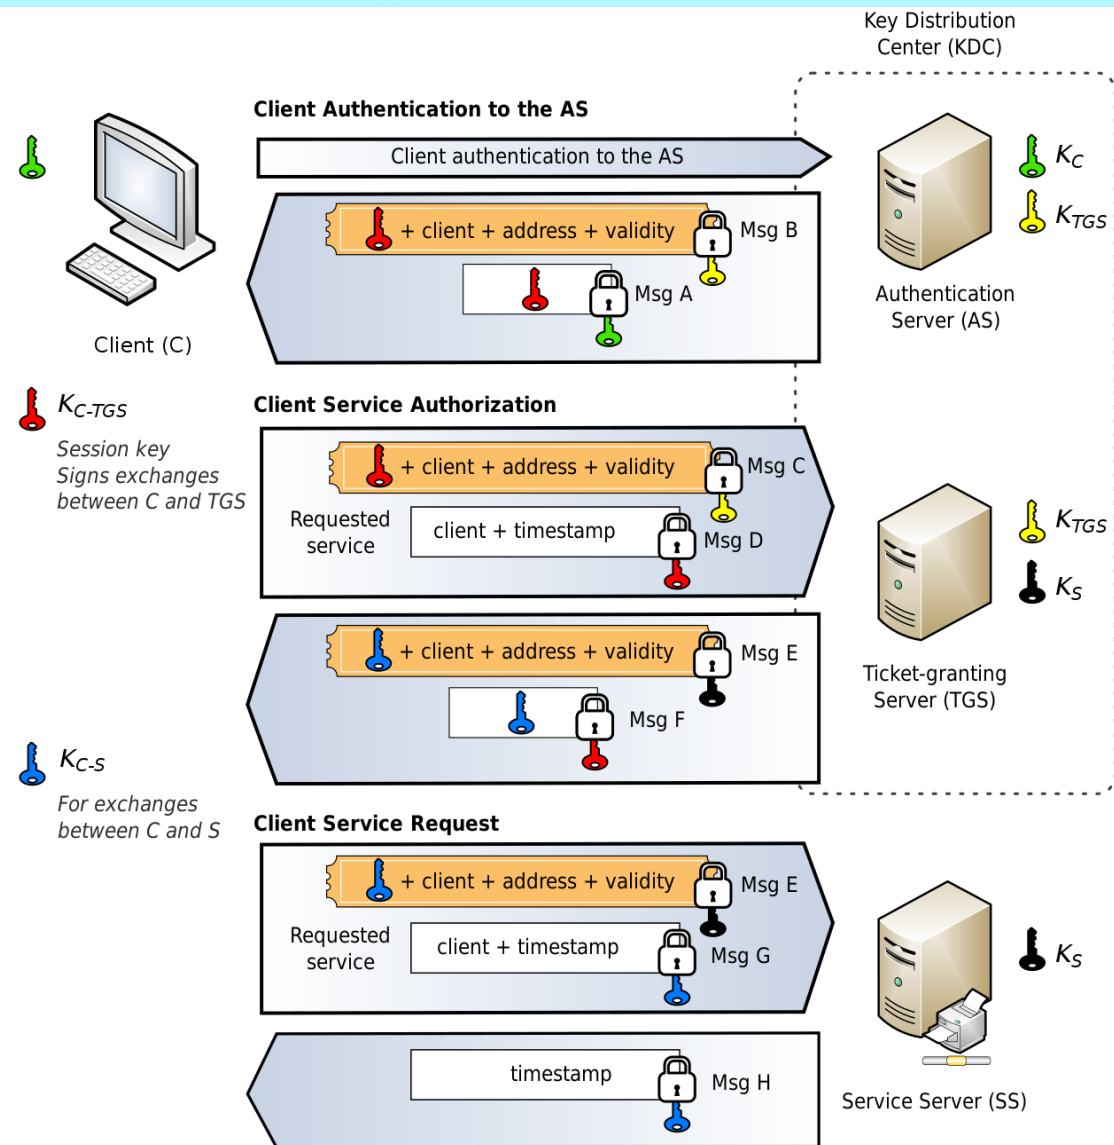 Key Distribution
Center (KDC)
Client Authentication to the AS
Client authentication to the AS
+ client + address + validity
Msg B
Msg A
Client (C)
K_C
K_TGS
Authentication
Server (AS)
K_C-TGS
Session key
Signs exchanges
between C and TGS
Client Service Authorization
+ client + address + validity
Msg C
Requested
service
client + timestamp
Msg D
K_TGS
K_S
Ticket-granting
Server (TGS)
+ client + address + validity
Msg E
Msg F
K_C-S
For exchanges
between C and S
Client Service Request
+ client + address + validity
Msg E
Requested
service
client + timestamp
Msg G
K_S
timestamp
Msg H
Service Server (SS)